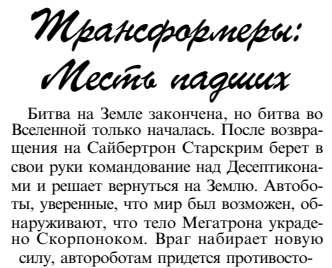 Трансформеры:
Месть падших
Битва на Земле закончена, но битва во
Вселенной только началась. После возвра-
щения на Сайбертрон Старскрим берет в
свои руки командование над Десептикона-
ми и решает вернуться на Землю. Автобо-
ты, уверенные, что мир был возможен, об-
наруживают, что тело Мегатрона украде-
но Скорпоноком. Враг набирает новую
силу, автороботам придется противосто-